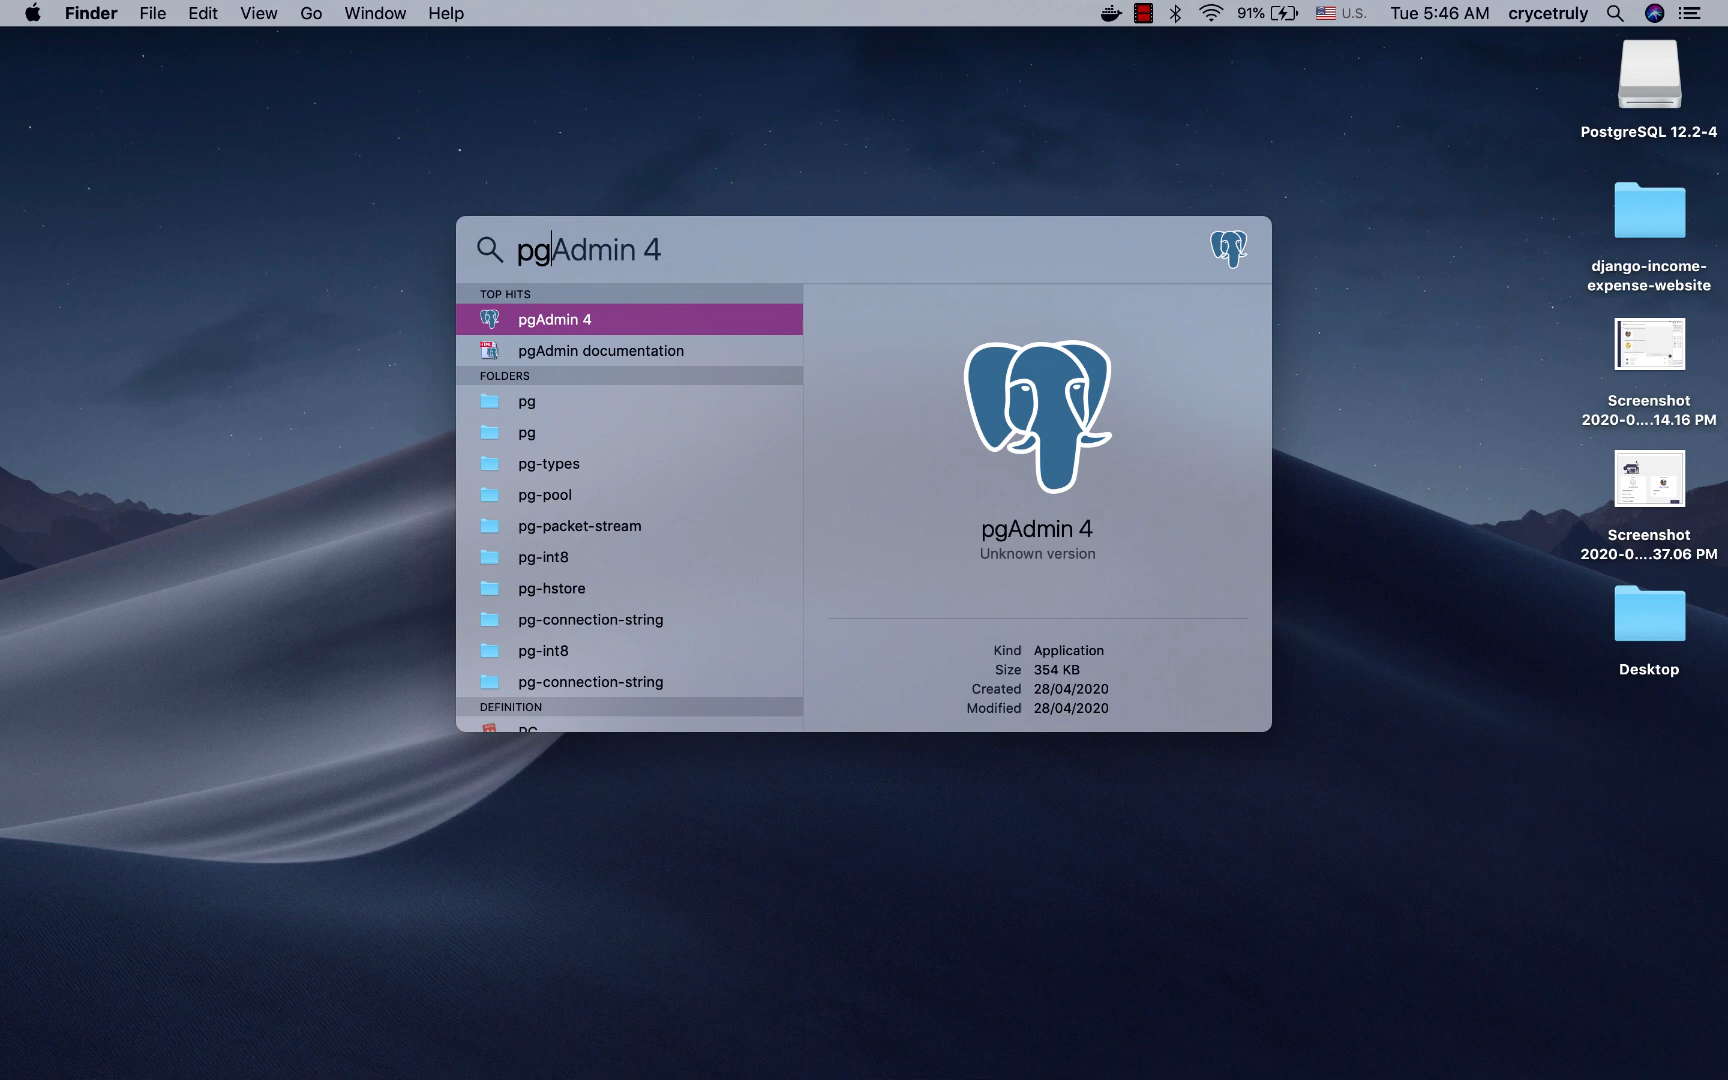 Finder File Edit View Go Window Help 91% U.S. Tue 5:46 AM crycetruly
PostgreSQL 12.2-4
django-income-
expense-website
Screenshot
2020-0....14.16 PM
Screenshot
2020-0....37.06 PM
Desktop
pgAdmin 4
TOP HITS
pgAdmin 4
pgAdmin documentation
FOLDERS
pg
pg
pg-types
pg-pool
pg-packet-stream
pg-int8
pg-hstore
pg-connection-string
pg-int8
pg-connection-string
DEFINITION
pgAdmin 4
Unknown version
Kind Application
Size 354 KB
Created 28/04/2020
Modified 28/04/2020